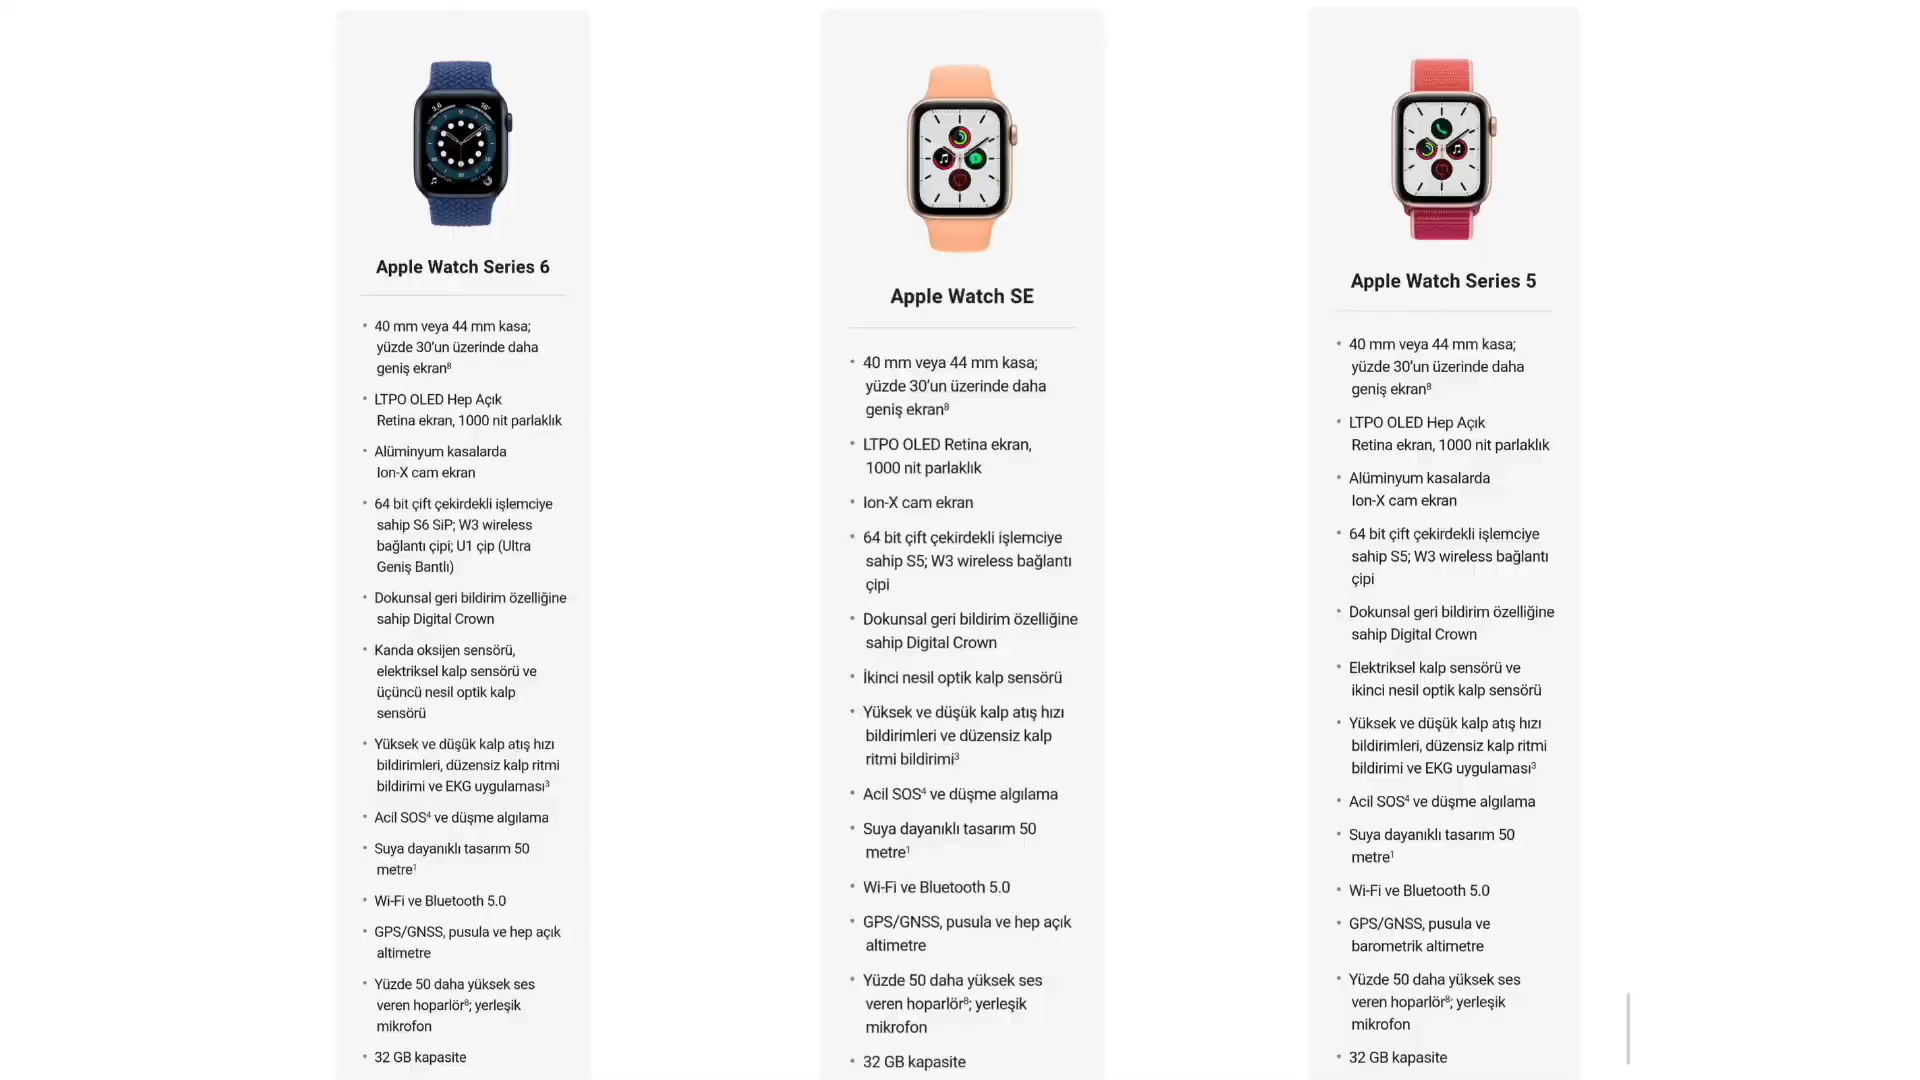 Apple Watch Series 6
• 40 mm veya 44 mm kasa;
yüzde 30’un üzerinde daha
geniş ekran⁸
• LTPO OLED Hep Açık
Retina ekran, 1000 nit parlaklık
• Alüminyum kasalarda
Ion-X cam ekran
• 64 bit çift çekirdekli işlemciye
sahip S6 SiP; W3 wireless
bağlantı çipi; U1 çip (Ultra
Geniş Bantlı)
• Dokunsal geri bildirim özelliğine
sahip Digital Crown
• Kanda oksijen sensörü,
elektriksel kalp sensörü ve
üçüncü nesil optik kalp
sensörü
• Yüksek ve düşük kalp atış hızı
bildirimleri, düzensiz kalp ritmi
bildirimi ve EKG uygulaması³
• Acil SOS⁴ ve düşme algılama
• Suya dayanıklı tasarım 50
metre¹
• Wi-Fi ve Bluetooth 5.0
• GPS/GNSS, pusula ve hep açık
altimetre
• Yüzde 50 daha yüksek ses
veren hoparlör⁸; yerleşik
mikrofon
• 32 GB kapasite
Apple Watch SE
• 40 mm veya 44 mm kasa;
yüzde 30’un üzerinde daha
geniş ekran⁸
• LTPO OLED Retina ekran,
1000 nit parlaklık
• Ion-X cam ekran
• 64 bit çift çekirdekli işlemciye
sahip S5; W3 wireless bağlantı
çipi
• Dokunsal geri bildirim özelliğine
sahip Digital Crown
• İkinci nesil optik kalp sensörü
• Yüksek ve düşük kalp atış hızı
bildirimleri ve düzensiz kalp
ritmi bildirimi³
• Acil SOS⁴ ve düşme algılama
• Suya dayanıklı tasarım 50
metre¹
• Wi-Fi ve Bluetooth 5.0
• GPS/GNSS, pusula ve hep açık
altimetre
• Yüzde 50 daha yüksek ses
veren hoparlör⁸; yerleşik
mikrofon
• 32 GB kapasite
Apple Watch Series 5
• 40 mm veya 44 mm kasa;
yüzde 30’un üzerinde daha
geniş ekran⁸
• LTPO OLED Hep Açık
Retina ekran, 1000 nit parlaklık
• Alüminyum kasalarda
Ion-X cam ekran
• 64 bit çift çekirdekli işlemciye
sahip S5; W3 wireless bağlantı
çipi
• Dokunsal geri bildirim özelliğine
sahip Digital Crown
• Elektriksel kalp sensörü ve
ikinci nesil optik kalp sensörü
• Yüksek ve düşük kalp atış hızı
bildirimleri, düzensiz kalp ritmi
bildirimi ve EKG uygulaması³
• Acil SOS⁴ ve düşme algılama
• Suya dayanıklı tasarım 50
metre¹
• Wi-Fi ve Bluetooth 5.0
• GPS/GNSS, pusula ve
barometrik altimetre
• Yüzde 50 daha yüksek ses
veren hoparlör⁸; yerleşik
mikrofon
• 32 GB kapasite